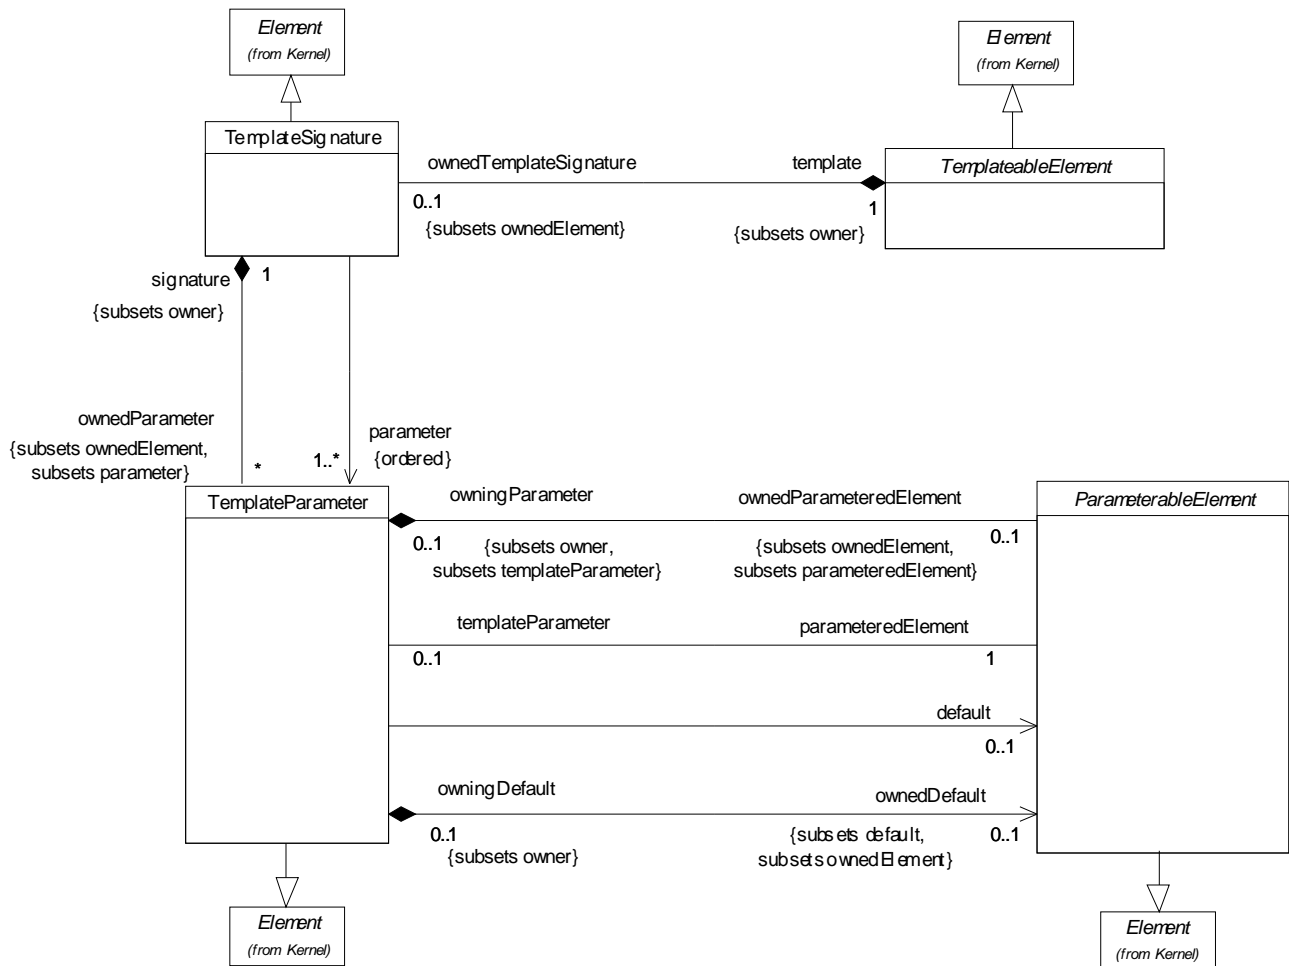 Element
(from Kernel)
Element
(from Kernel)
TemplateSignature
ownedTemplateSignature
template
TemplateableElement
0..1
1
{subsets ownedElement}
{subsets owner}
signature
1
{subsets owner}
ownedParameter
{subsets ownedElement,
subsets parameter}
*
1..*
parameter
{ordered}
TemplateParameter
owningParameter
ownedParameteredElement
ParameterableElement
0..1
{subsets owner,
subsets templateParameter}
{subsets ownedElement,
subsets parameteredElement}
0..1
templateParameter
parameteredElement
0..1
1
default
0..1
owningDefault
ownedDefault
0..1
{subsets owner}
{subsets default,
subsets ownedElement}
0..1
Element
(from Kernel)
Element
(from Kernel)